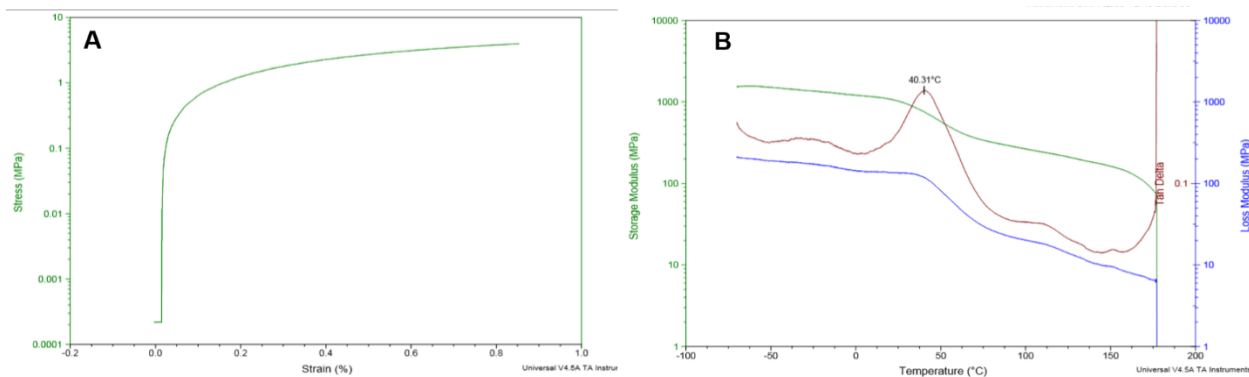 A
10
1
0.1
0.01
0.001
0.0001
Stress (MPa)
-0.2
0.0
0.2
0.4
0.6
0.8
1.0
Strain (%)
Universal V4.5A TA Instrur
B
10000
1000
100
10
1
Storage Modulus (MPa)
40.31°C
-100
-50
0
50
100
150
200
Temperature (°C)
Tan Delta
0.1
10000
1000
100
10
1
Loss Modulus (MPa)
Universal V4.5A TA Instruments